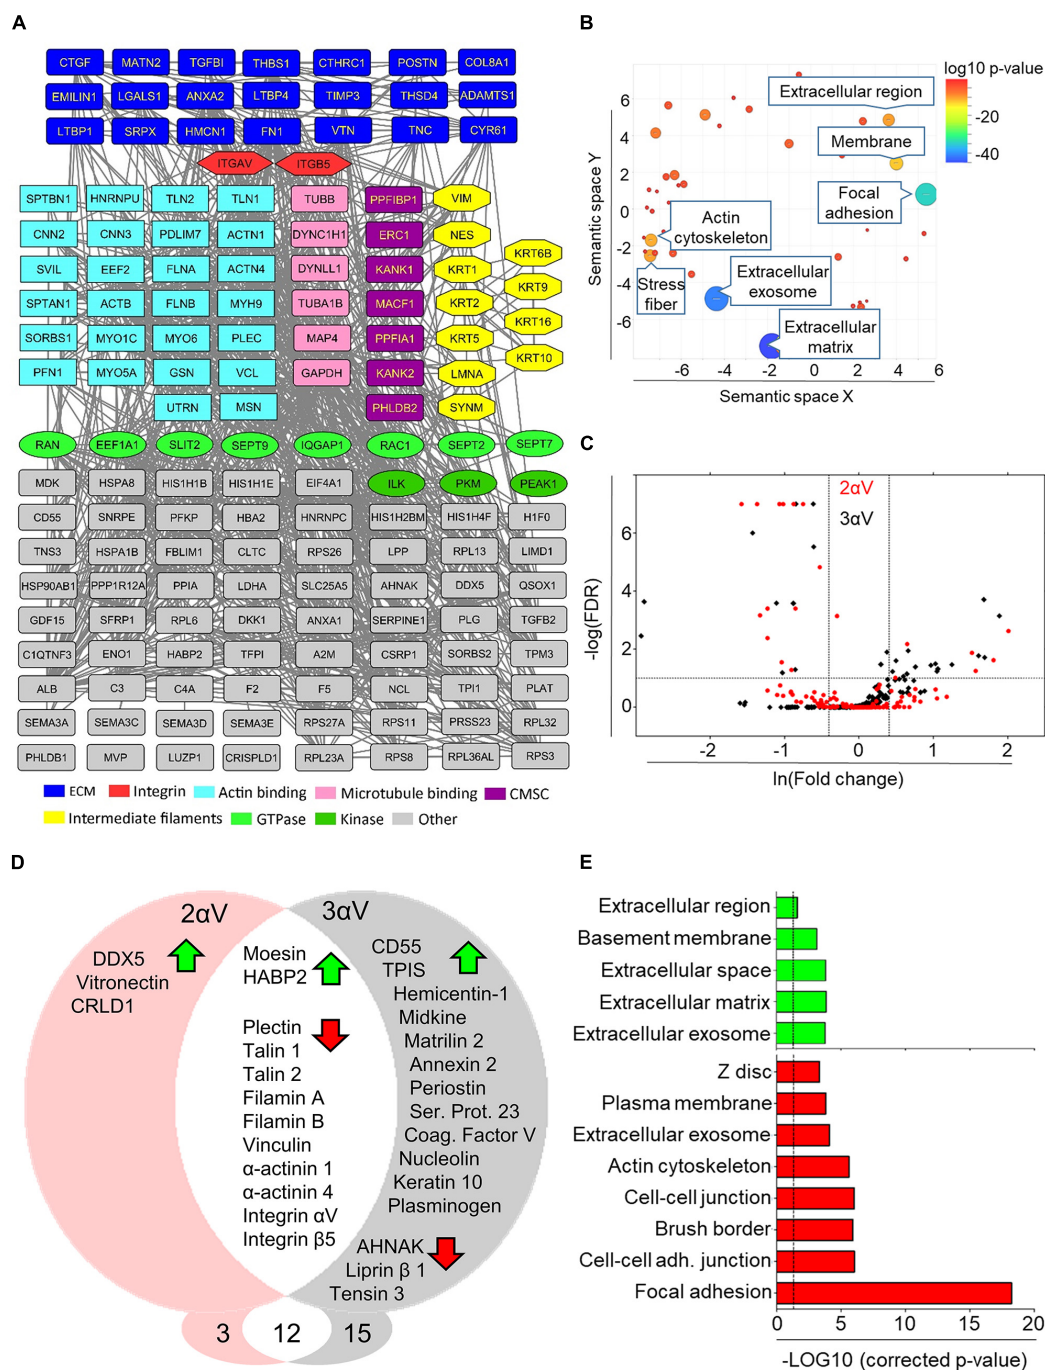 A
CTGF MATN2 TGFBI THBS1 CTHRC1 POSTN COL8A1
EMILIN1 LGALS1 ANXA2 LTBP4 TIMP3 THSD4 ADAMTS1
LTBP1 SRPX HMCN1 FN1 VTN TNC CYR61
ITGAV ITGB5
SPTBN1 HNRNPU TLN2 TLN1 TUBB PPFIBP1 VIM
CNN2 CNN3 PDLIM7 ACTN1 DYNC1H1 ERC1 NES
KRT6B
SVIL EEF2 FLNA ACTN4 DYNLL1 KANK1 KRT1
KRT9
SPTAN1 ACTB FLNB MYH9 TUBA1B MACF1 KRT2
KRT16
SORBS1 MYO1C MYO6 PLEC MAP4 PPFIA1 KRT5
KRT10
PFN1 MYO5A GSN VCL GAPDH KANK2 LMNA
UTRN MSN PHLDB2 SYNM
RAN EEF1A1 SLIT2 SEPT9 IQGAP1 RAC1 SEPT2 SEPT7
MDK HSPA8 HIS1H1B HIS1H1E EIF4A1 ILK PKM PEAK1
CD55 SNRPE PFKP HBA2 HNRNPC HIS1H2BM HIS1H4F H1F0
TNS3 HSPA1B FBLIM1 CLTC RPS26 LPP RPL13 LIMD1
HSP90AB1 PPP1R12A PPIA LDHA SLC25A5 AHNAK DDX5 QSOX1
GDF15 SFRP1 RPL6 DKK1 ANXA1 SERPINE1 PLG TGFB2
C1QTNF3 ENO1 HABP2 TFPI A2M CSRP1 SORBS2 TPM3
ALB C3 C4A F2 F5 NCL TPI1 PLAT
SEMA3A SEMA3C SEMA3D SEMA3E RPS27A RPS11 PRSS23 RPL32
PHLDB1 MVP LUZP1 CRISPLD1 RPL23A RPS8 RPL36AL RPS3
ECM Integrin Actin binding Microtubule binding CMSC
Intermediate filaments GTPase Kinase Other
B
log10 p-value
-20
-40
Semantic space Y
6
4
2
0
-2
-4
-6
Extracellular region
Membrane
Focal
adhesion
Actin
cytoskeleton
Stress
fiber
Extracellular
exosome
Extracellular
matrix
-6 -4 -2 0 2 4 6
Semantic space X
C
2αV
3αV
-log(FDR)
6
4
2
0
-2 -1 0 1 2
ln(Fold change)
D
2αV
DDX5
Vitronectin
CRLD1
Moesin
HABP2
Plectin
Talin 1
Talin 2
Filamin A
Filamin B
Vinculin
α-actinin 1
α-actinin 4
Integrin αV
Integrin β5
3αV
CD55
TPIS
Hemicentin-1
Midkine
Matrilin 2
Annexin 2
Periostin
Ser. Prot. 23
Coag. Factor V
Nucleolin
Keratin 10
Plasminogen
AHNAK
Liprin β 1
Tensin 3
3 12 15
E
Extracellular region
Basement membrane
Extracellular space
Extracellular matrix
Extracellular exosome
Z disc
Plasma membrane
Extracellular exosome
Actin cytoskeleton
Cell-cell junction
Brush border
Cell-cell adh. junction
Focal adhesion
0 5 10 15 20
-LOG10 (corrected p-value)